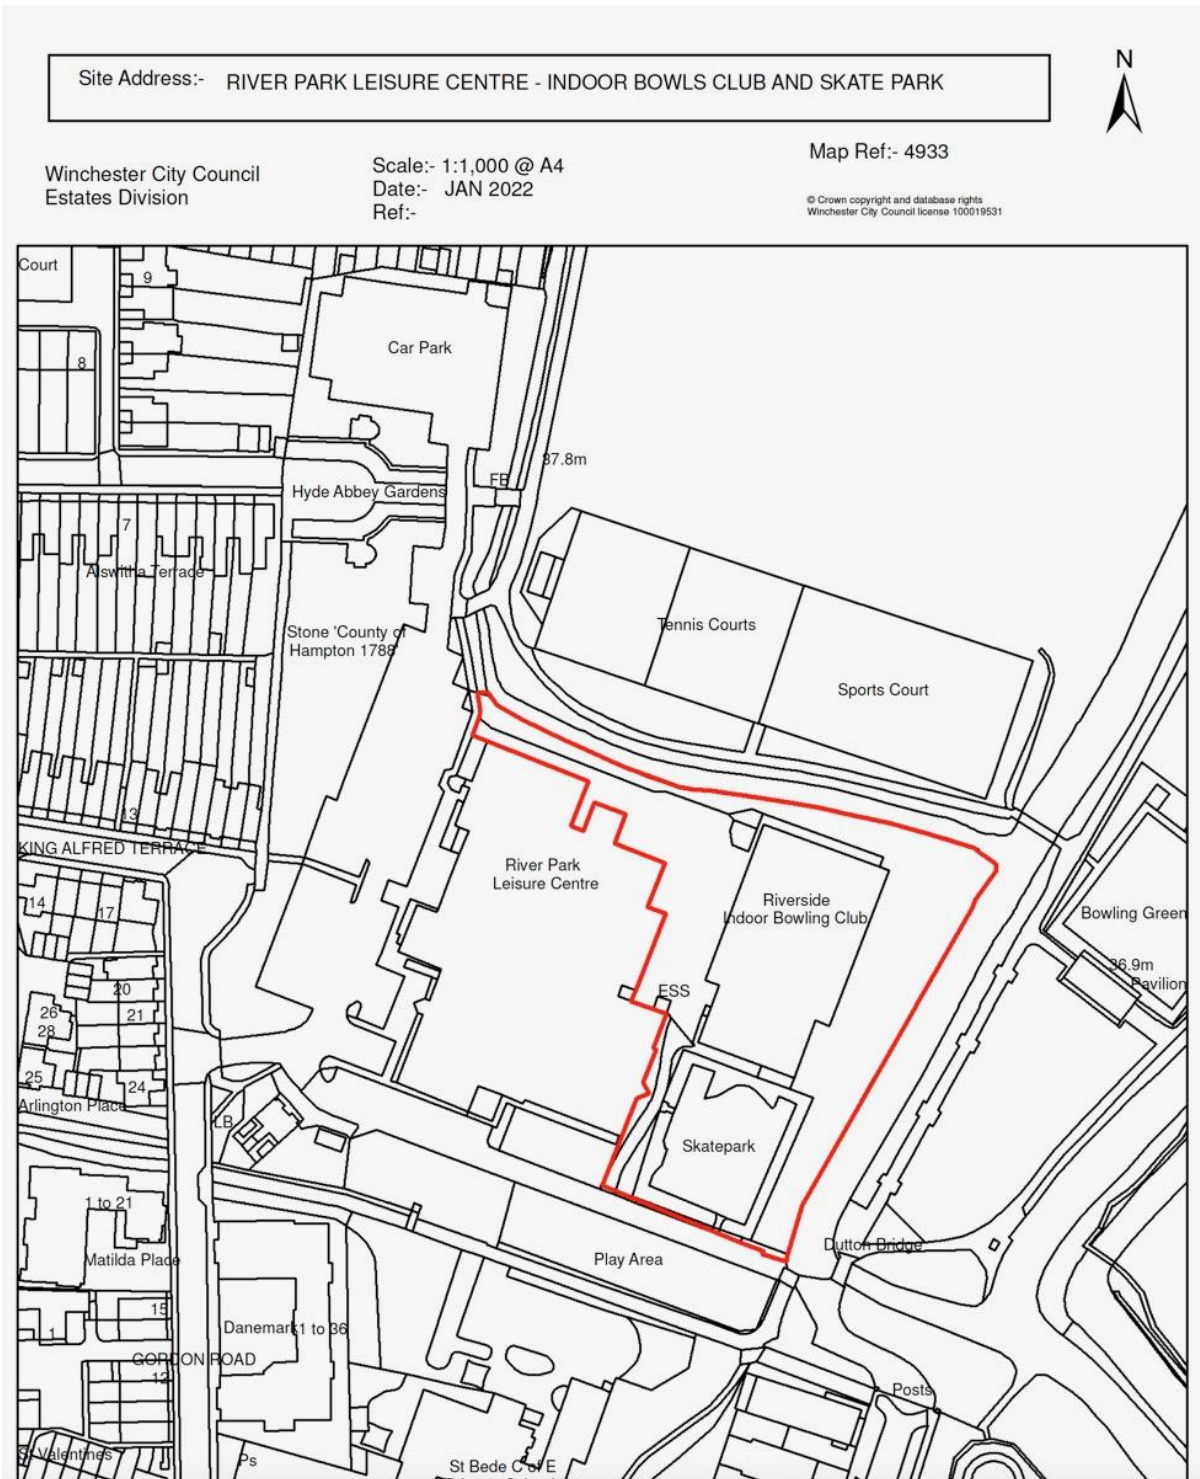 N
Site Address:- RIVER PARK LEISURE CENTRE - INDOOR BOWLS CLUB AND SKATE PARK
Winchester City Council
Estates Division
Scale:- 1:1,000 @ A4
Date:- JAN 2022
Ref:-
Map Ref:- 4933
© Crown copyright and database rights
Winchester City Council license 100019531
Court
9
Car Park
8
37.8m
FB
Hyde Abbey Gardens
7
Alswitha Terrace
Stone 'County of
Hampton 1788'
Tennis Courts
Sports Court
13
KING ALFRED TERRACE
River Park
Leisure Centre
Riverside
Indoor Bowling Club
14
17
Bowling Green
36.9m
Pavilion
20
ESS
26
21
28
25
24
Arlington Place
LB
Skatepark
1 to 21
Dutton Bridge
Matilda Place
Play Area
15
1
Danemark
1 to 36
GORDON ROAD
12
Posts
St Valentines
Ps
St Bede C of E